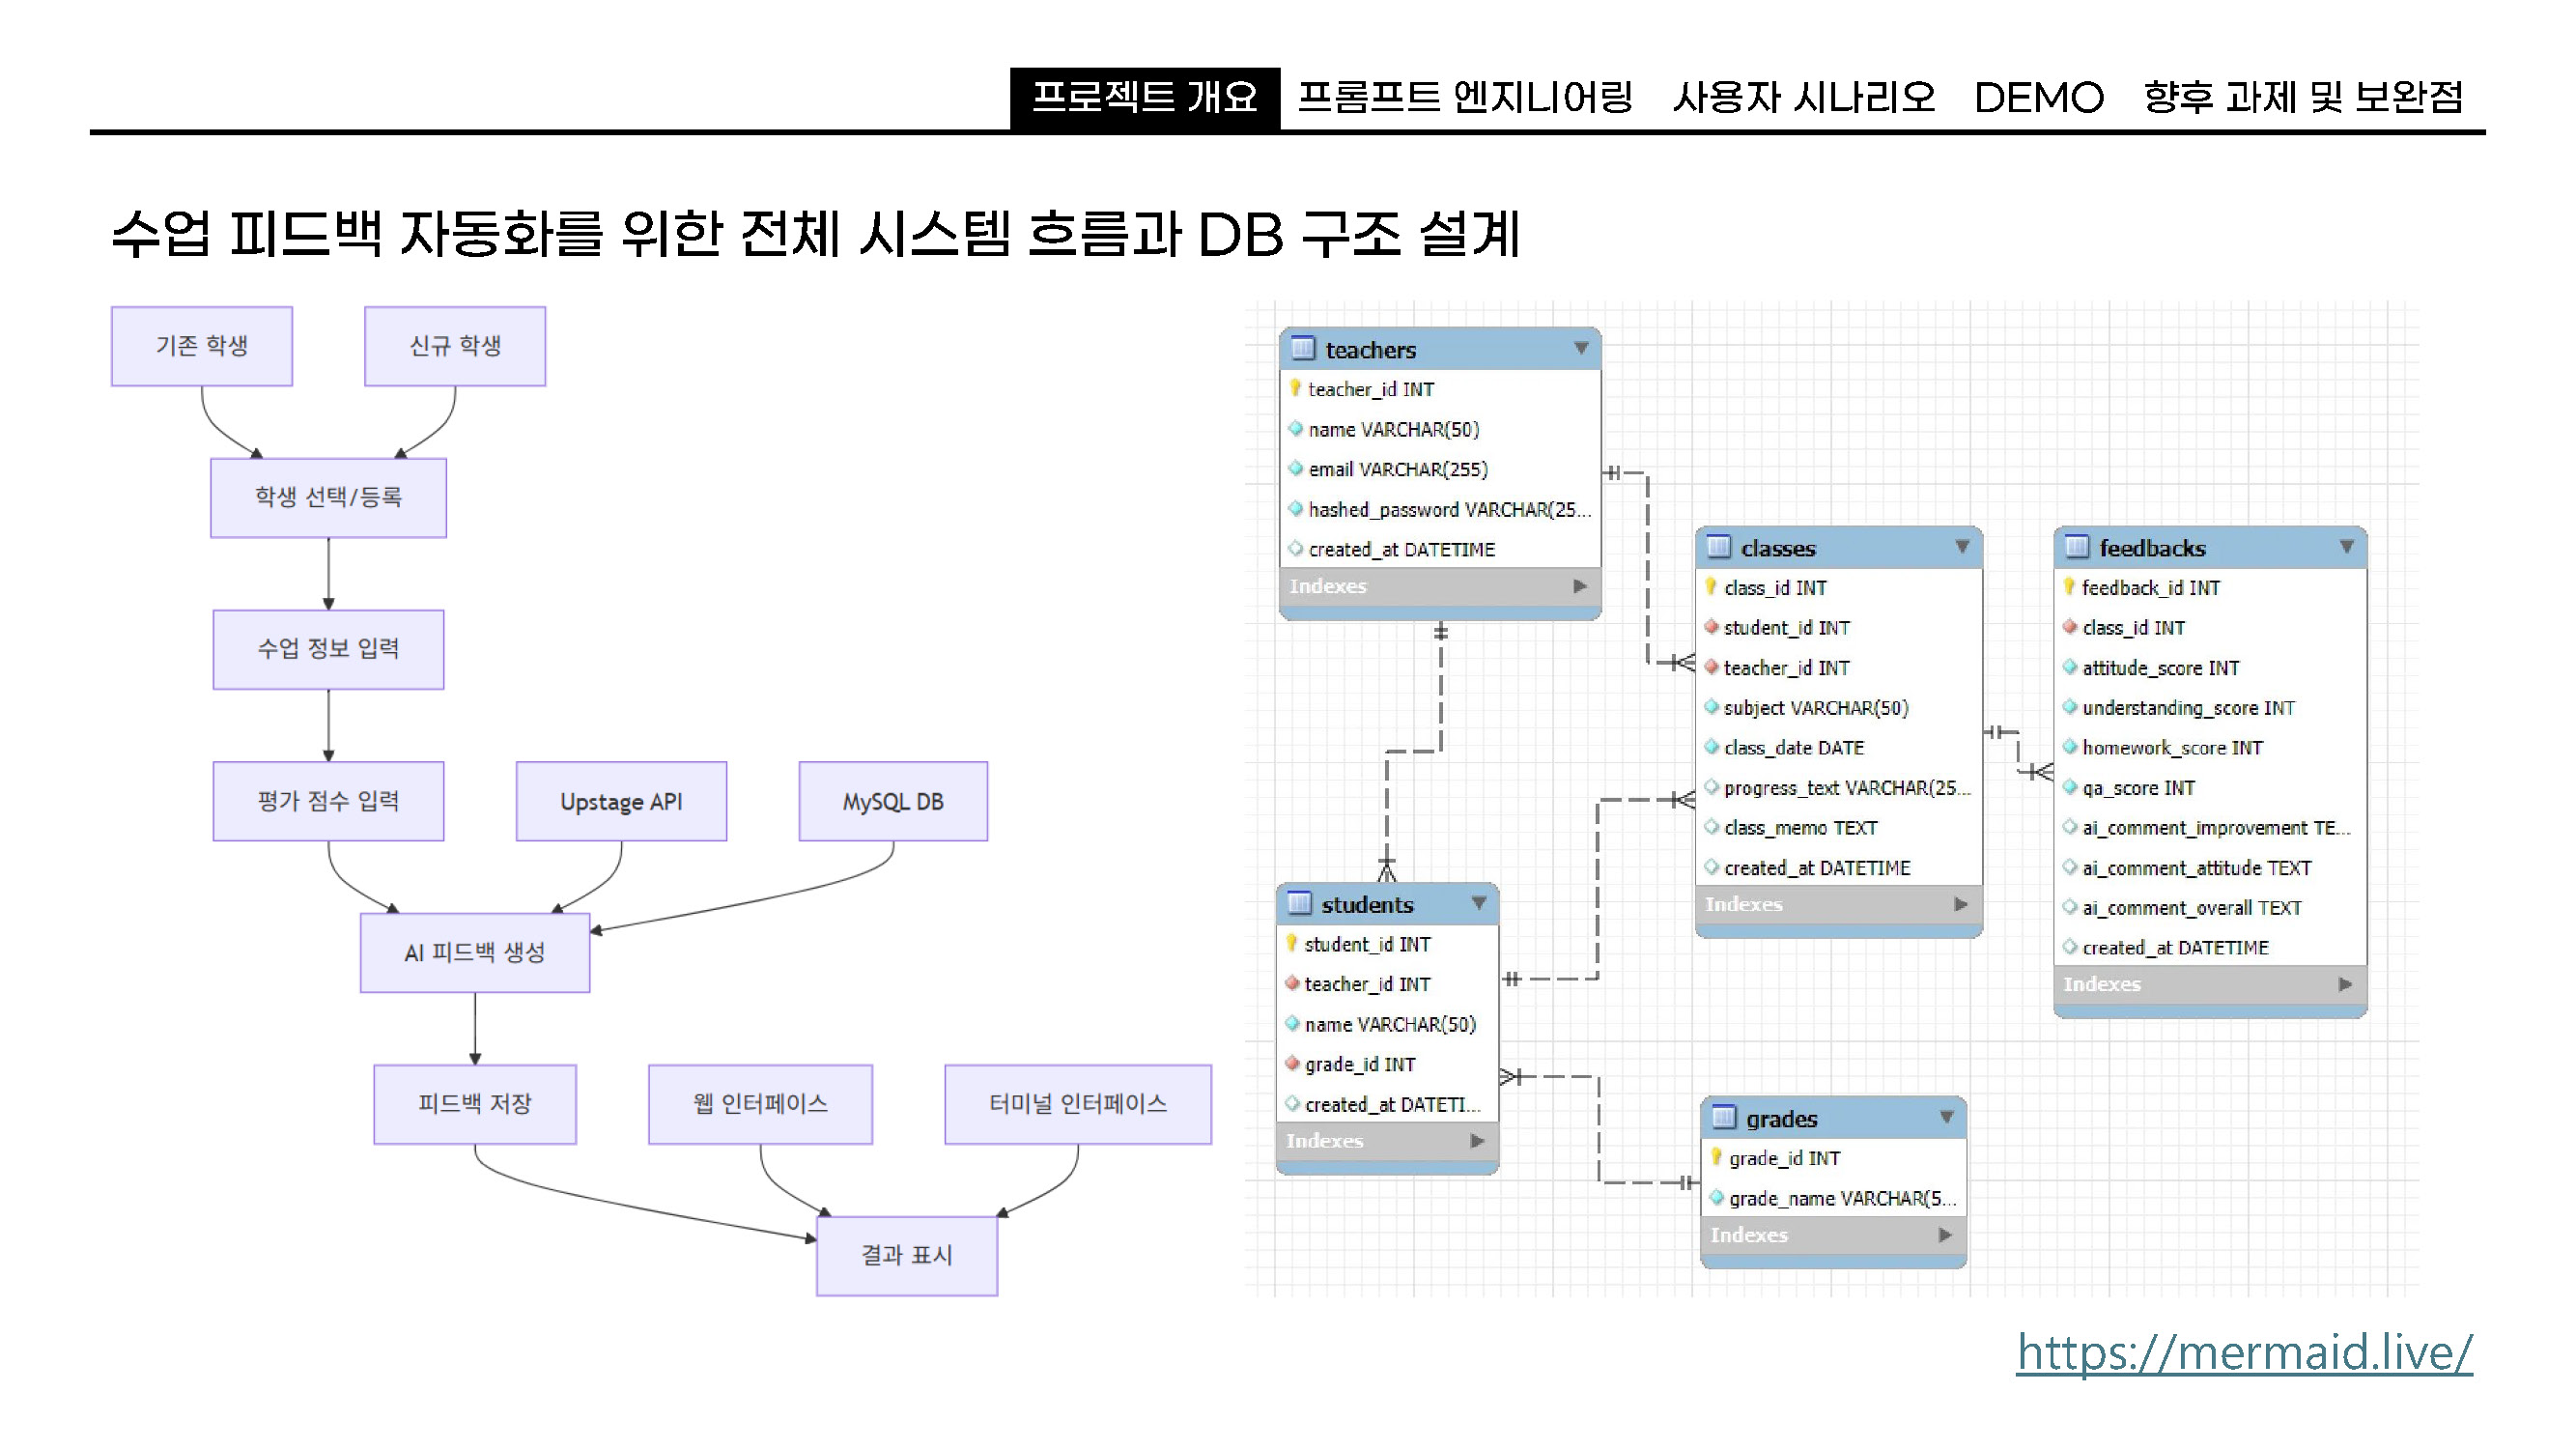 프로젝트 개요 프롬프트 엔지니어링 사용자 시나리오 DEMO 향후 과제 및 보완점
수업 피드백 자동화를 위한 전체 시스템 흐름과 DB 구조 설계
기존 학생
신규 학생
학생 선택/등록
수업 정보 입력
평가 점수 입력
Upstage API
MySQL DB
AI 피드백 생성
피드백 저장
웹 인터페이스
터미널 인터페이스
결과 표시
teachers
teacher_id INT
name VARCHAR(50)
email VARCHAR(255)
hashed_password VARCHAR(25...
created_at DATETIME
Indexes
classes
class_id INT
student_id INT
teacher_id INT
subject VARCHAR(50)
class_date DATE
progress_text VARCHAR(25...
class_memo TEXT
created_at DATETIME
Indexes
feedbacks
feedback_id INT
class_id INT
attitude_score INT
understanding_score INT
homework_score INT
qa_score INT
ai_comment_improvement TE...
ai_comment_attitude TEXT
ai_comment_overall TEXT
created_at DATETIME
Indexes
students
student_id INT
teacher_id INT
name VARCHAR(50)
grade_id INT
created_at DATETI...
Indexes
grades
grade_id INT
grade_name VARCHAR(5...
Indexes
https://mermaid.live/